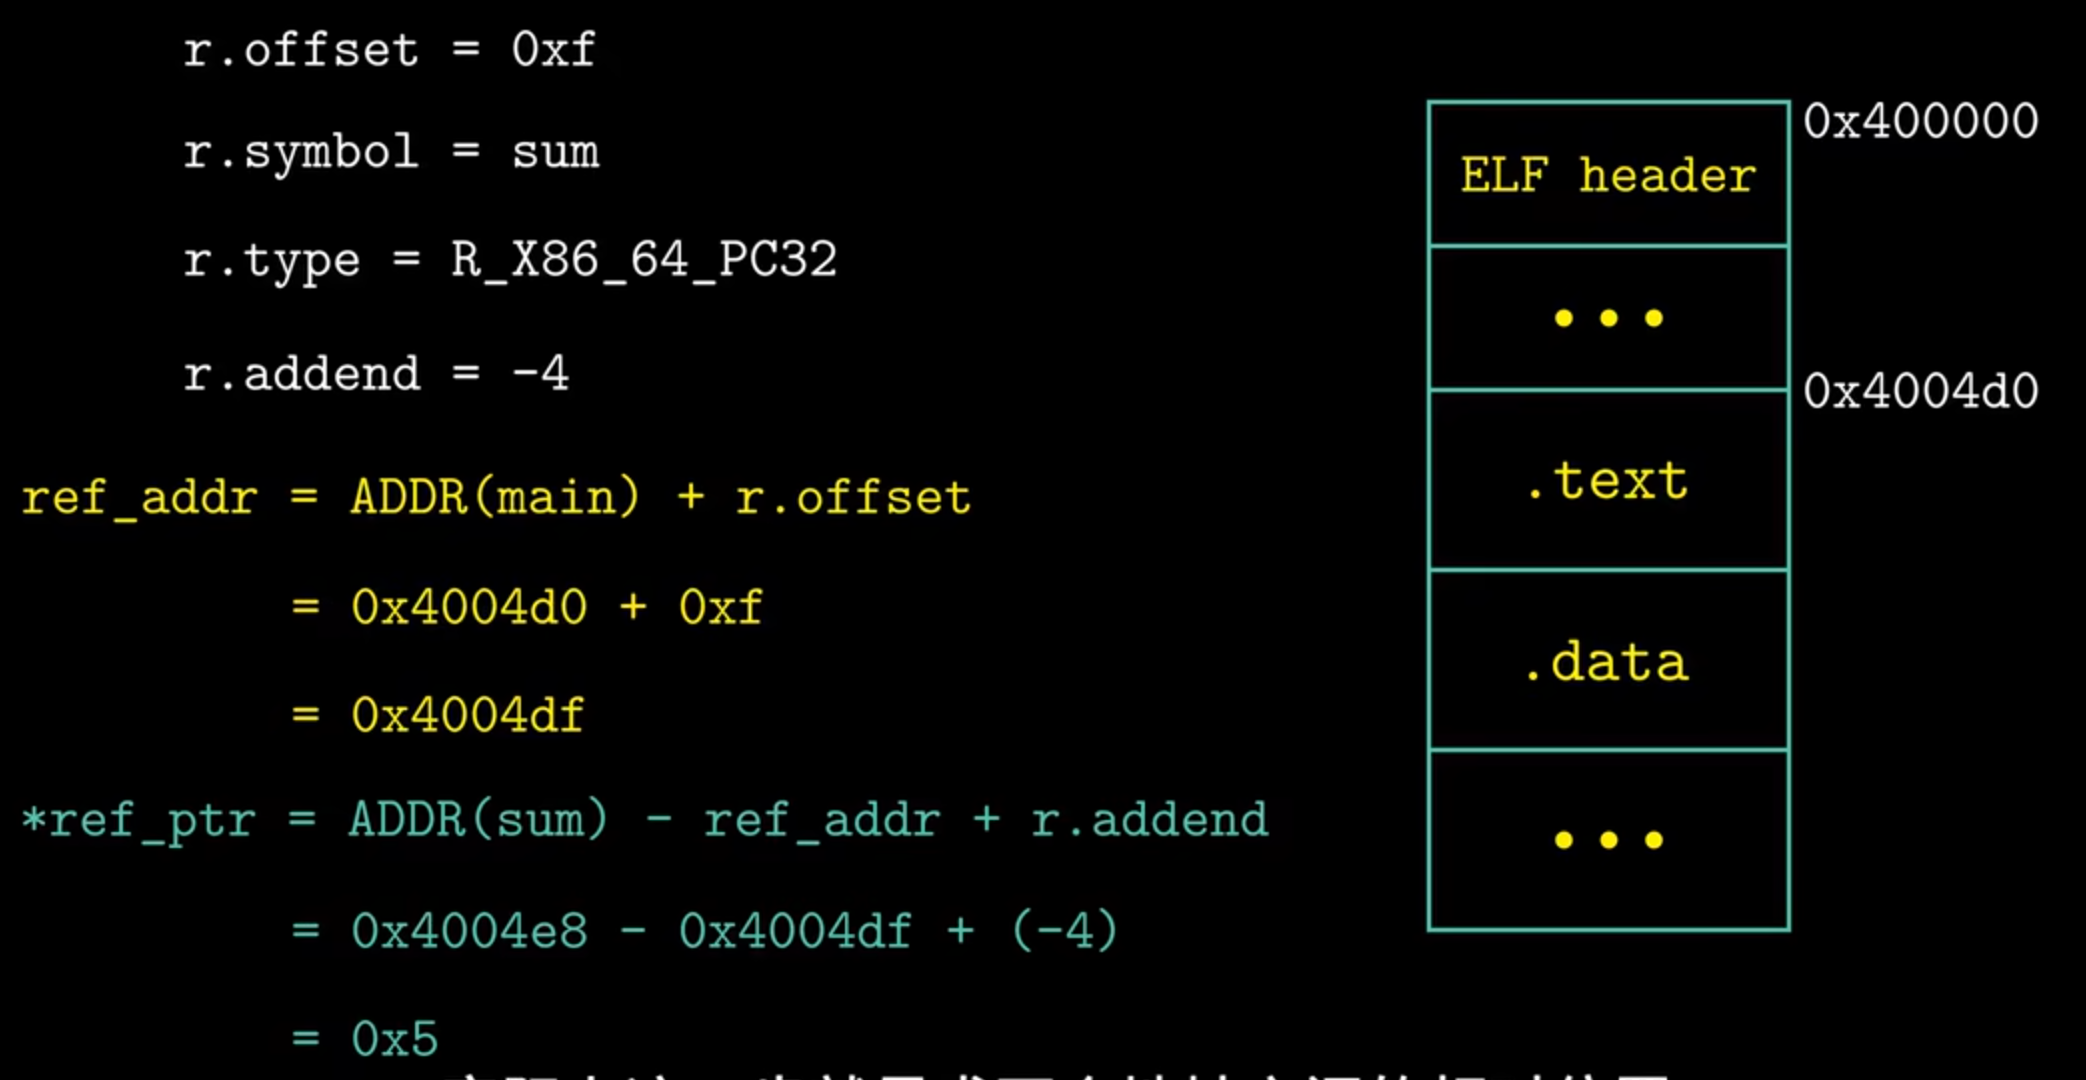 r.offset = 0xf
r.symbol = sum
r.type = R_X86_64_PC32
r.addend = -4
ref_addr = ADDR(main) + r.offset
= 0x4004d0 + 0xf
= 0x4004df
*ref_ptr = ADDR(sum) - ref_addr + r.addend
= 0x4004e8 - 0x4004df + (-4)
= 0x5
0x400000
ELF header
•••
0x4004d0
.text
.data
•••